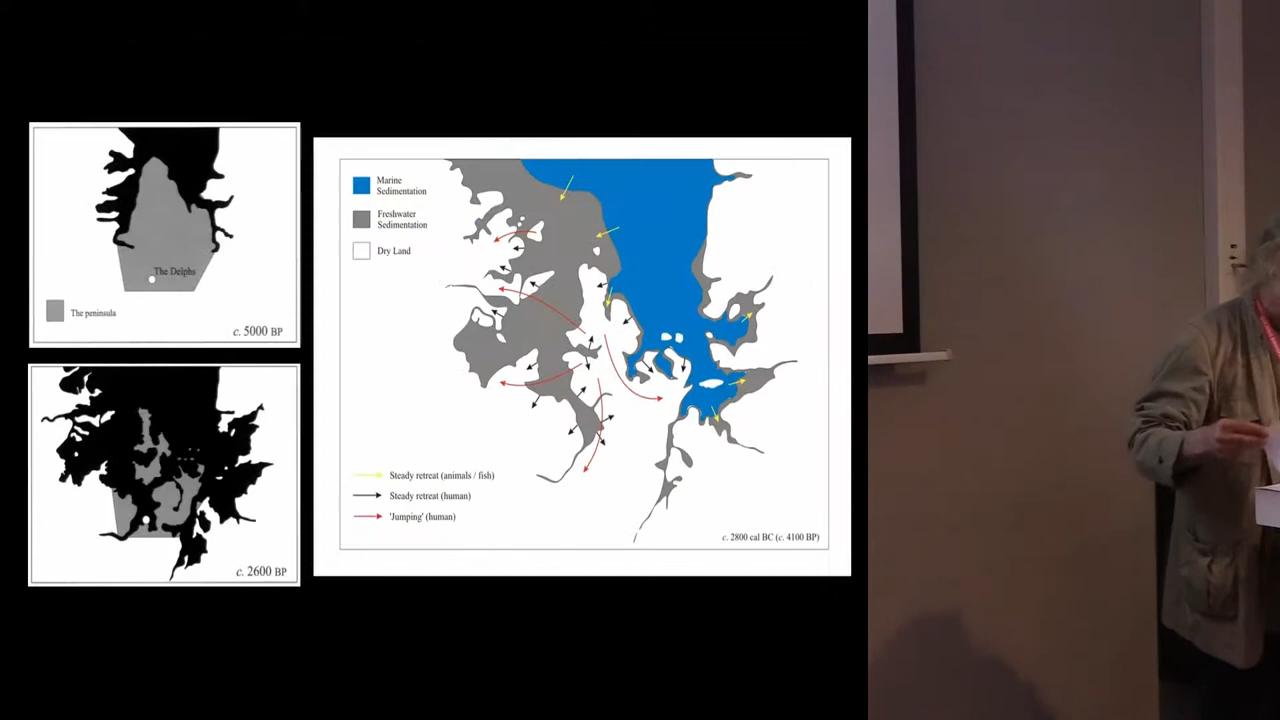 The Delphs
The peninsula
c. 5000 BP
c. 2600 BP
Marine
Sedimentation
Freshwater
Sedimentation
Dry Land
Steady retreat (animals / fish)
Steady retreat (human)
'Jumping' (human)
c. 2800 cal BC (c. 4100 BP)